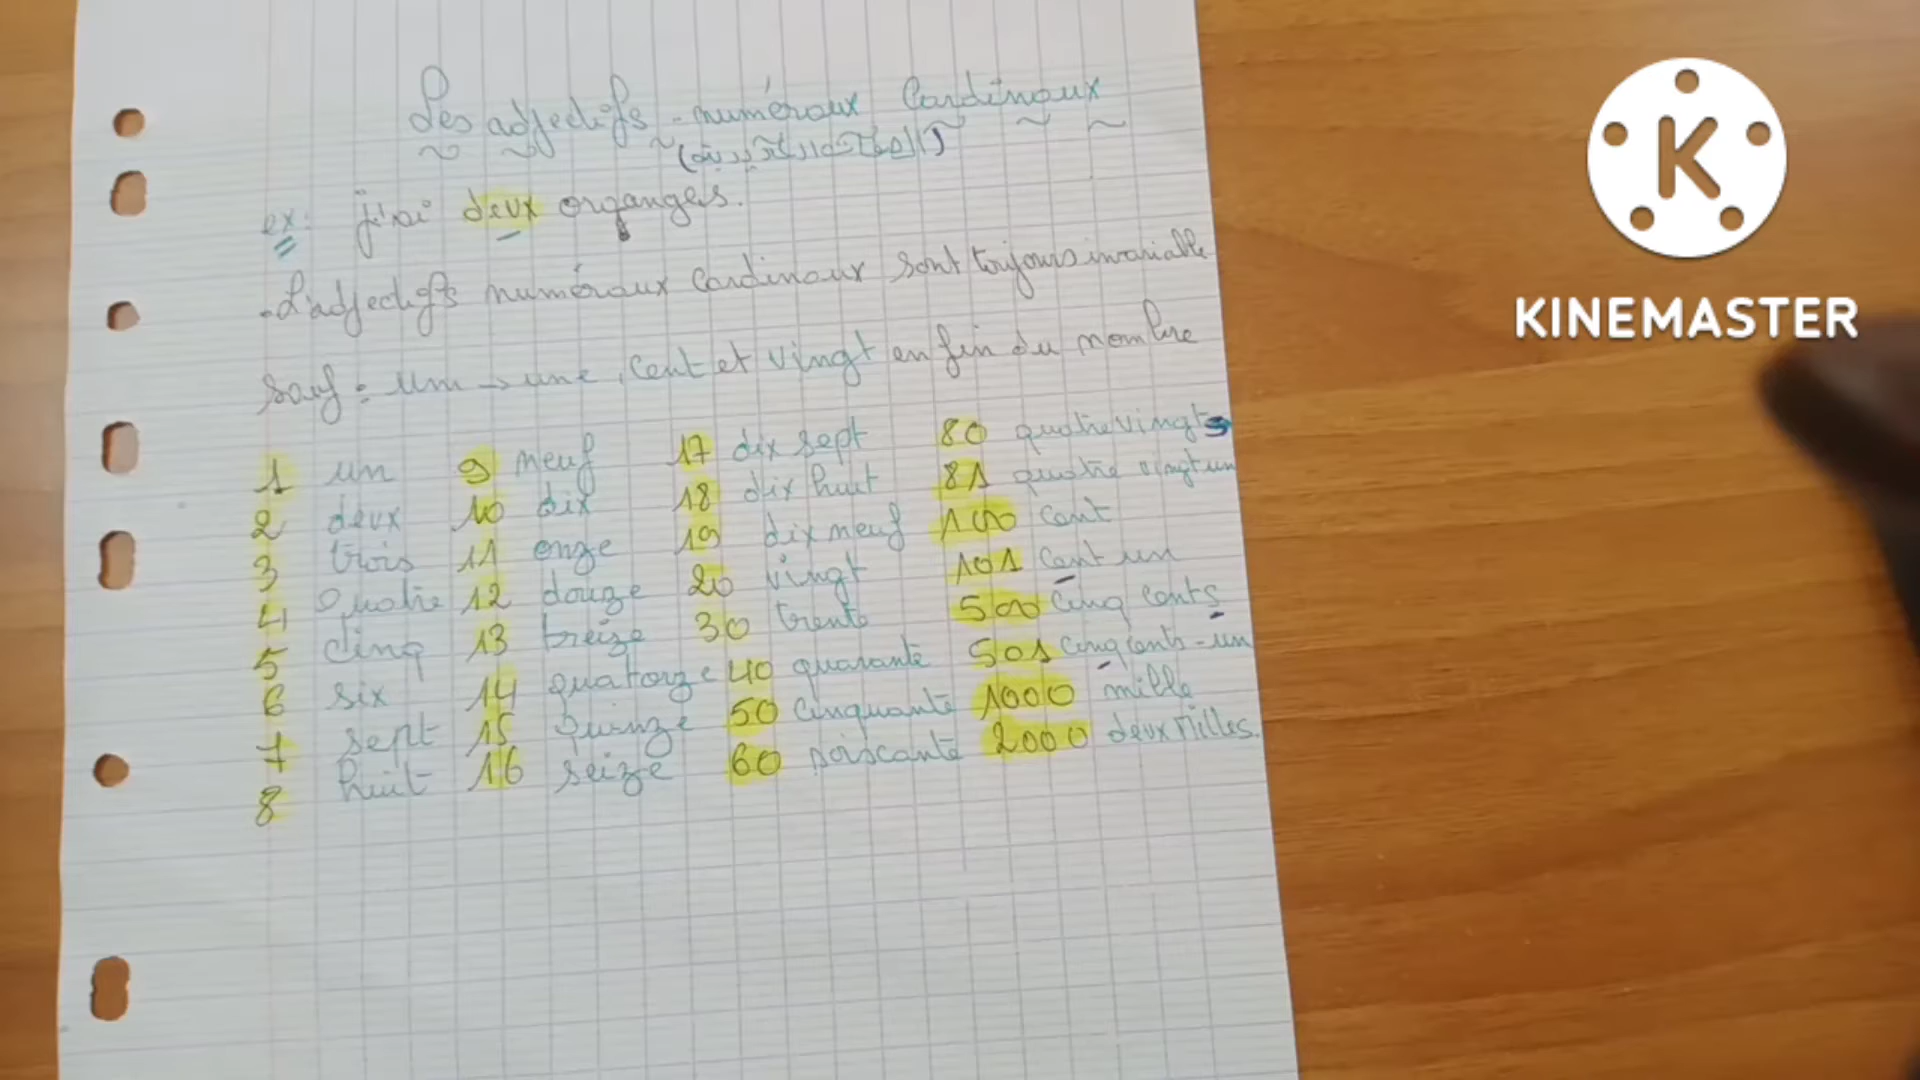 Les adjectifs numéraux Cardinaux
ex: j'ai deux organges.
. L'adjectifs numéraux Cardinaux sont toujours invariable
sauf : un → une, Cent et vingt en fin du nombre
1 un 9 neuf 17 dix sept 80 quatre vingts
2 deux 10 dix 18 dix huit 81 quatre vingt un
3 trois 11 onze 19 dix neuf 100 cent
4 Quatre 12 douze 20 vingt 101 Cent un
5 Cinq 13 treize 30 trente 500 Cinq cents
6 six 14 quatorze 40 quarante 501 Cinq cents-un
7 sept 15 Quinze 50 Cinquante 1000 mille
8 huit 16 seize 60 soiscante 2000 deux Milles.
KINEMASTER